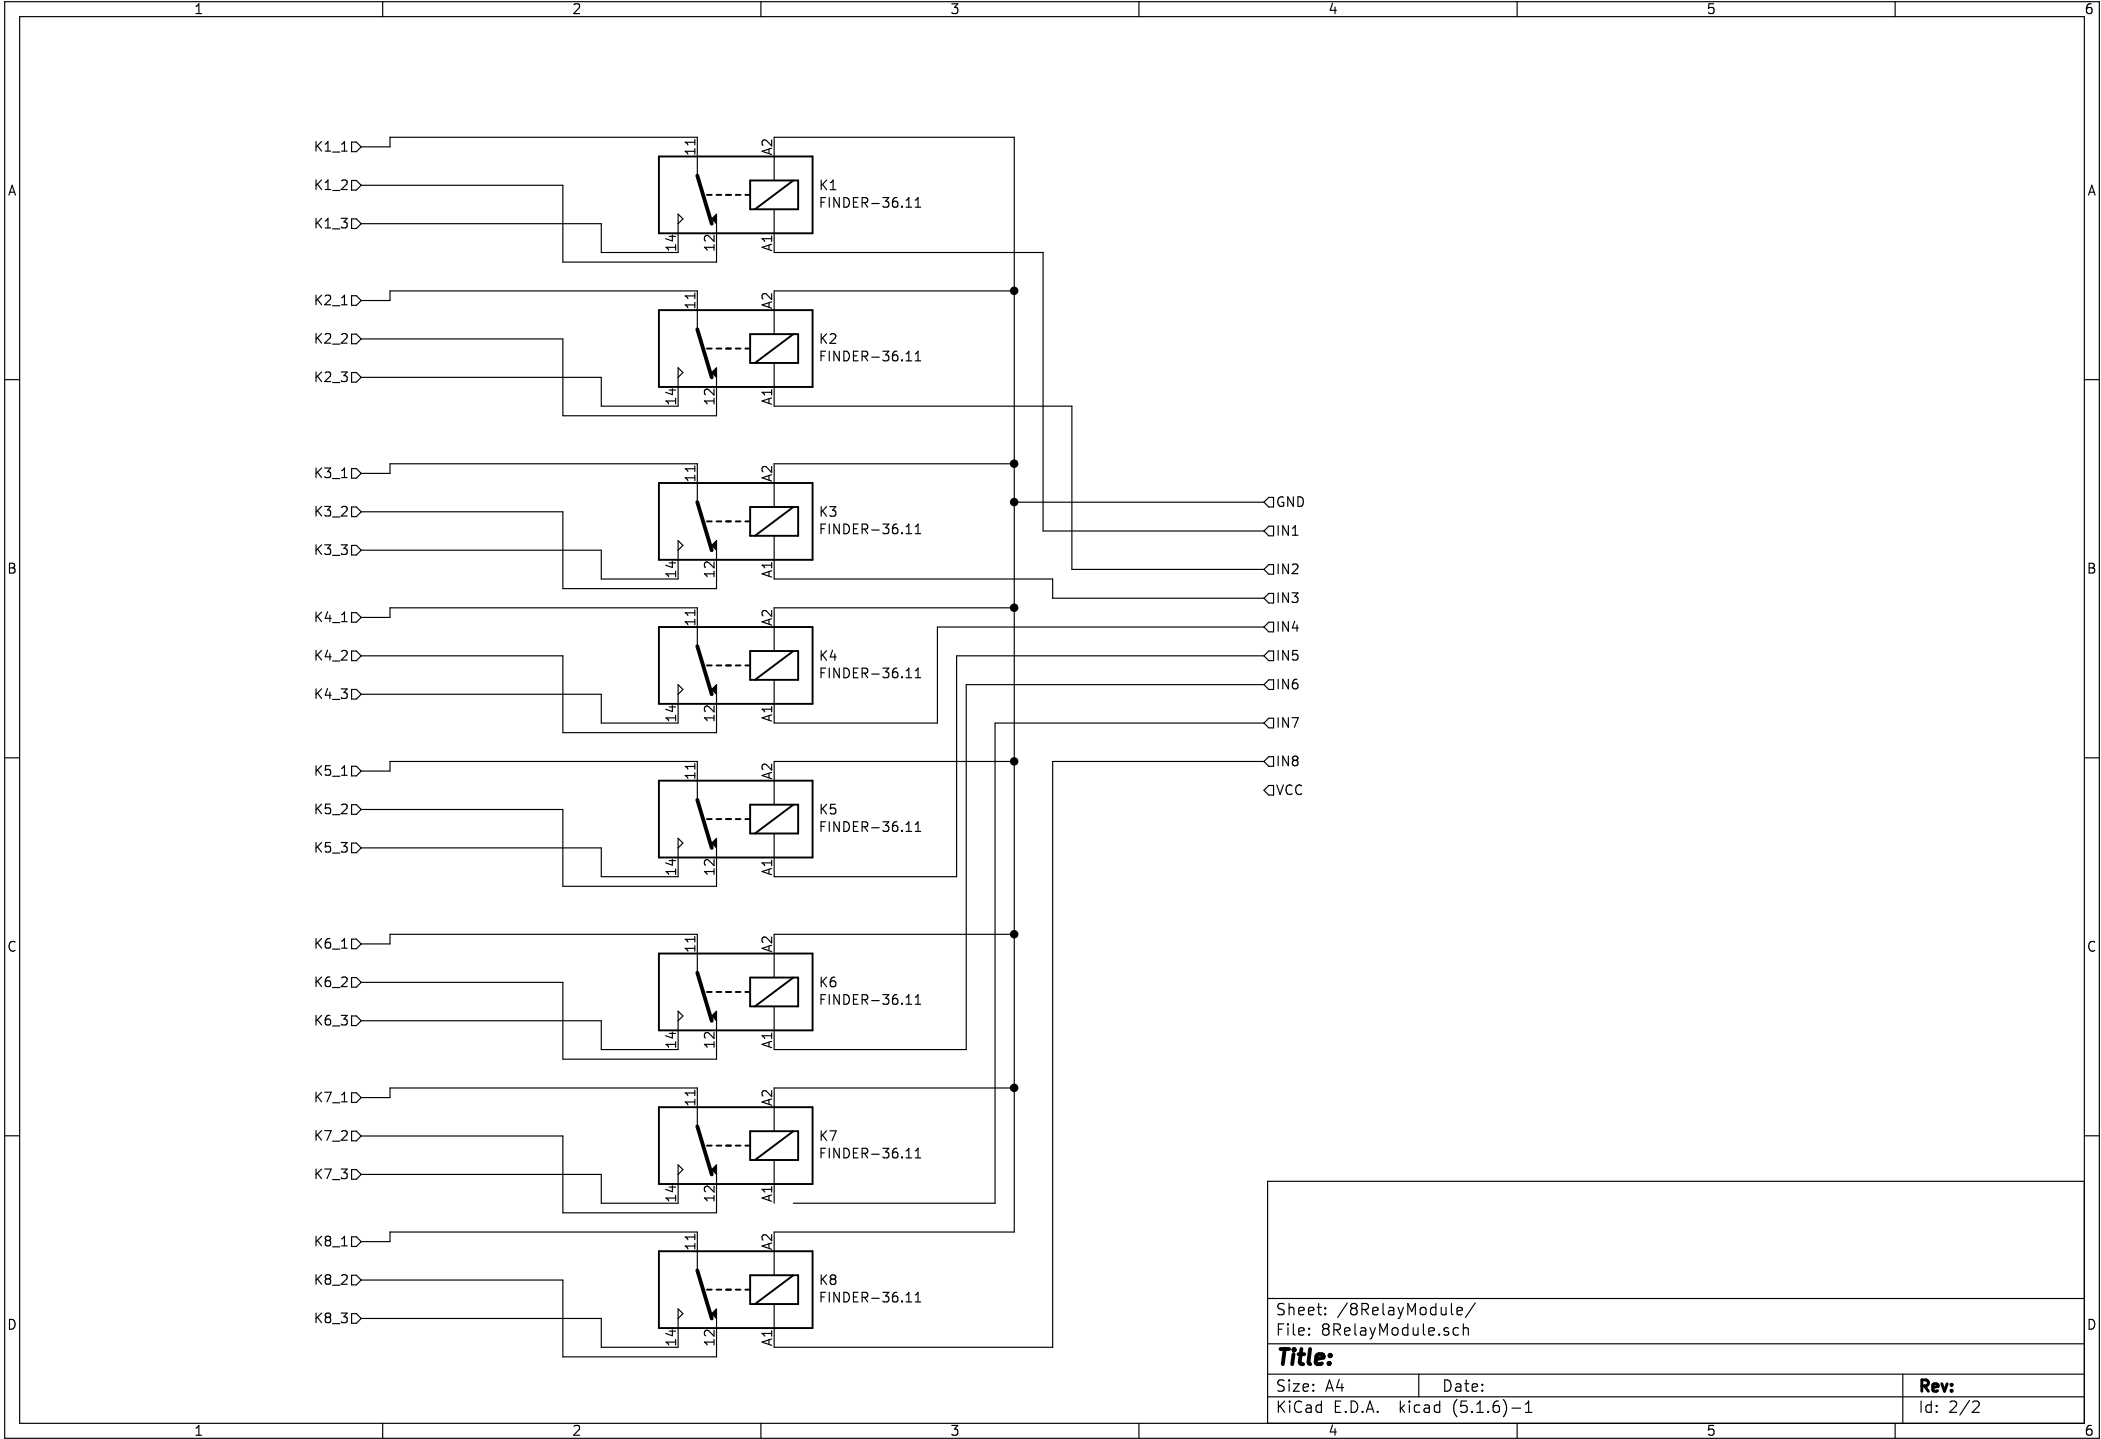 1 2 3 4 5 6
A A
B B
C C
D D
K1_1
K1_2
K1_3
11 A2
14 12 A1
K1
FINDER-36.11
K2_1
K2_2
K2_3
11 A2
14 12 A1
K2
FINDER-36.11
K3_1
K3_2
K3_3
11 A2
14 12 A1
K3
FINDER-36.11
K4_1
K4_2
K4_3
11 A2
14 12 A1
K4
FINDER-36.11
K5_1
K5_2
K5_3
11 A2
14 12 A1
K5
FINDER-36.11
K6_1
K6_2
K6_3
11 A2
14 12 A1
K6
FINDER-36.11
K7_1
K7_2
K7_3
11 A2
14 12 A1
K7
FINDER-36.11
K8_1
K8_2
K8_3
11 A2
14 12 A1
K8
FINDER-36.11
GND
IN1
IN2
IN3
IN4
IN5
IN6
IN7
IN8
VCC
Sheet: /8RelayModule/
File: 8RelayModule.sch
Title:
Size: A4 Date: Rev:
KiCad E.D.A. kicad (5.1.6)-1 Id: 2/2
1 2 3 4 5 6